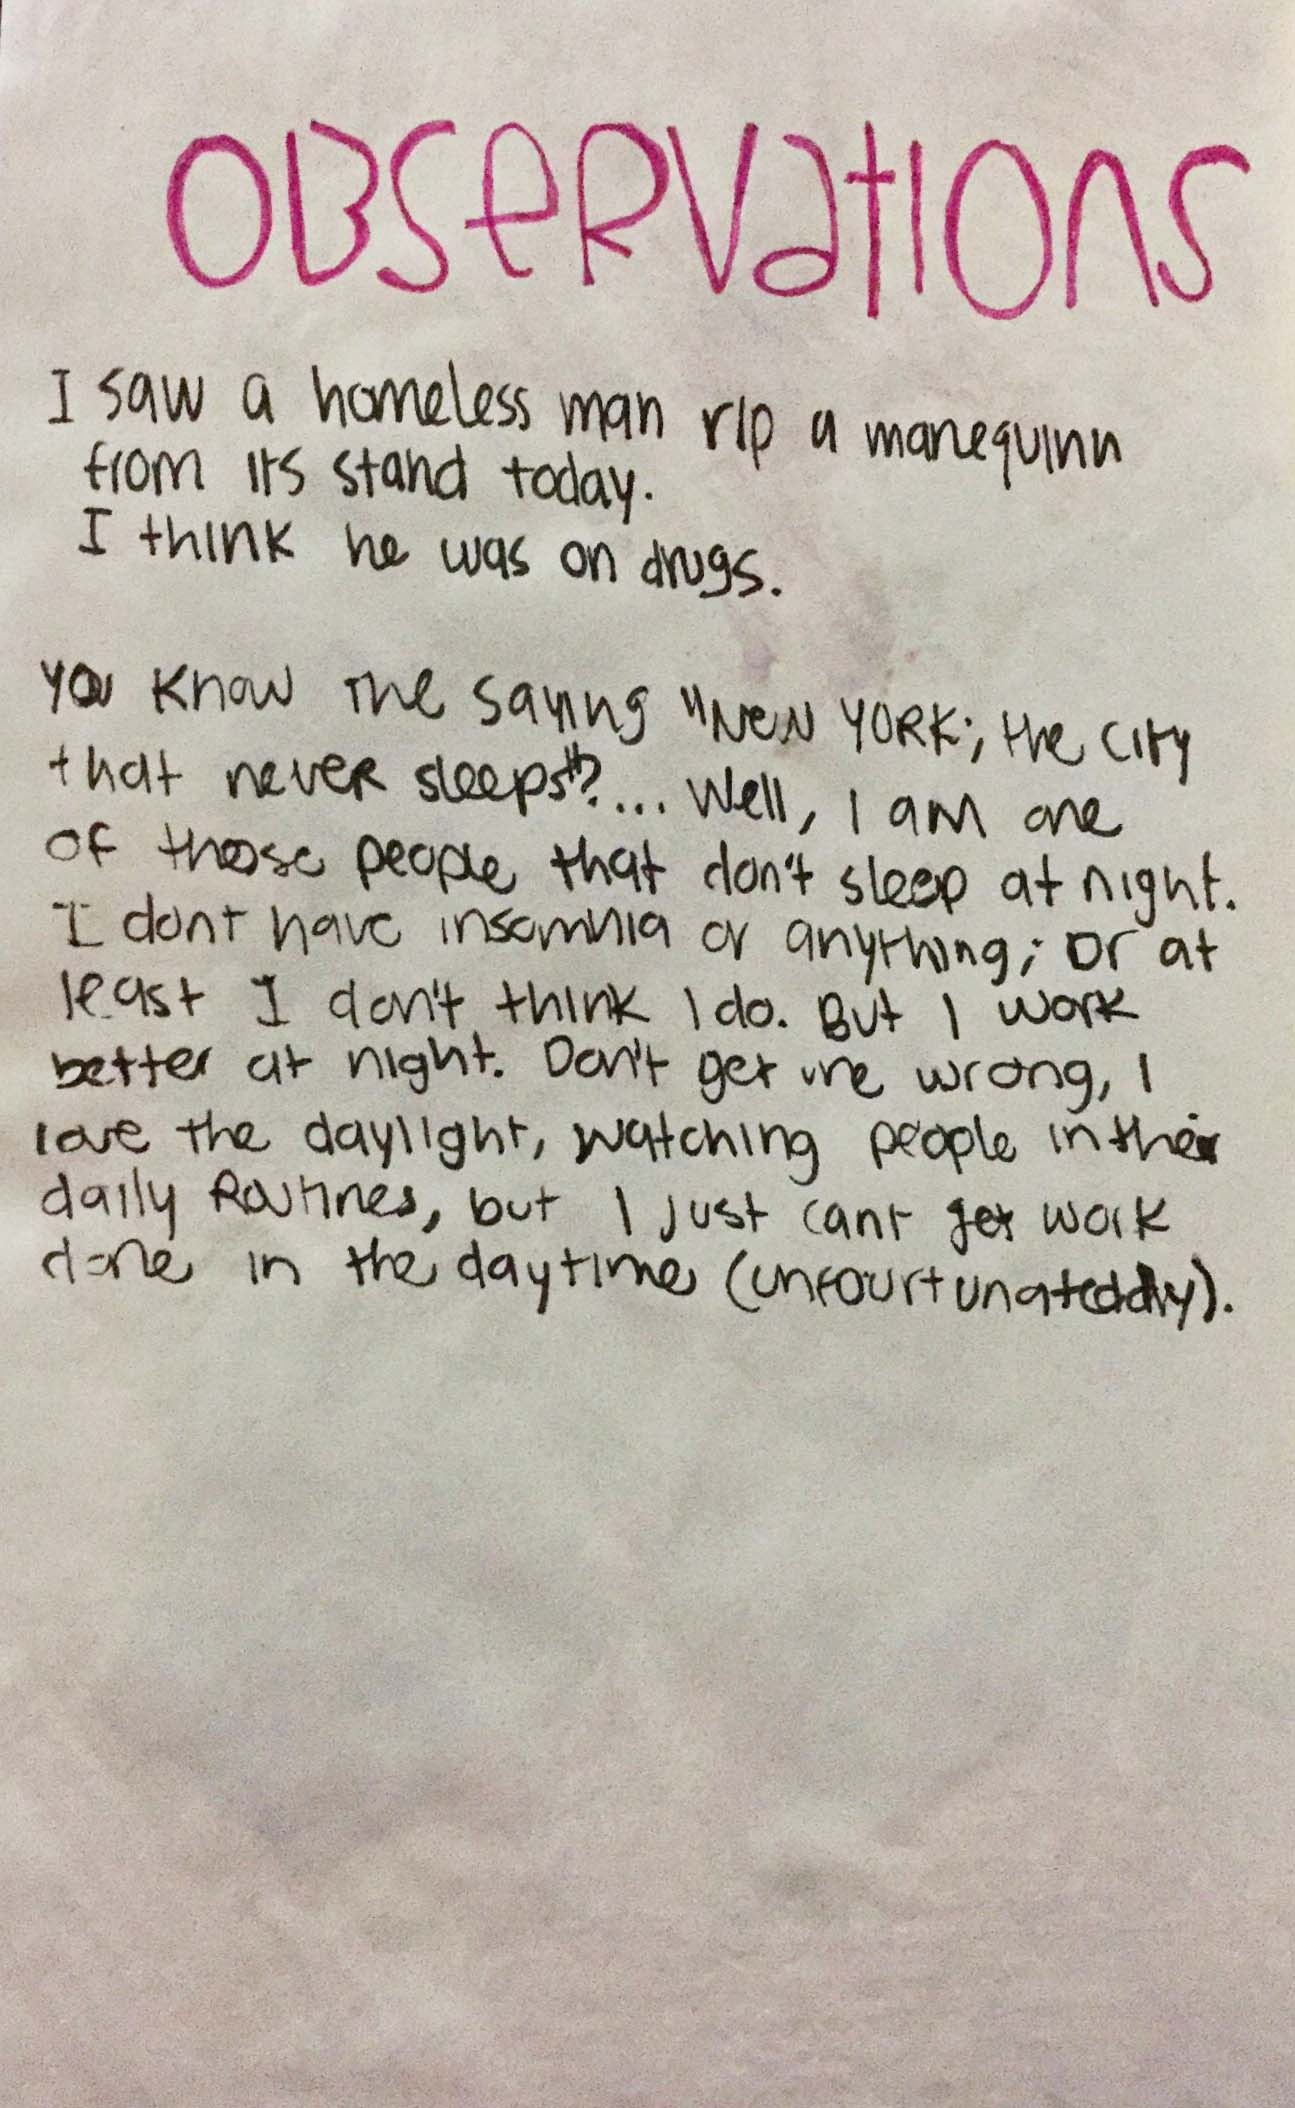 OBSeRVatIOnS
I saw a homeless man rip a manequinn
from its stand today.
I think he was on drugs.
You know the saying "New YORK; the city
that never sleeps"?... Well, I am one
of those people that don't sleep at night.
I dont have insomnia or anything; or at
least I don't think I do. But I work
better at night. Don't get me wrong, I
love the daylight, watching people in their
daily Routines, but I just cant get work
done in the daytime (unfourtunatedly).